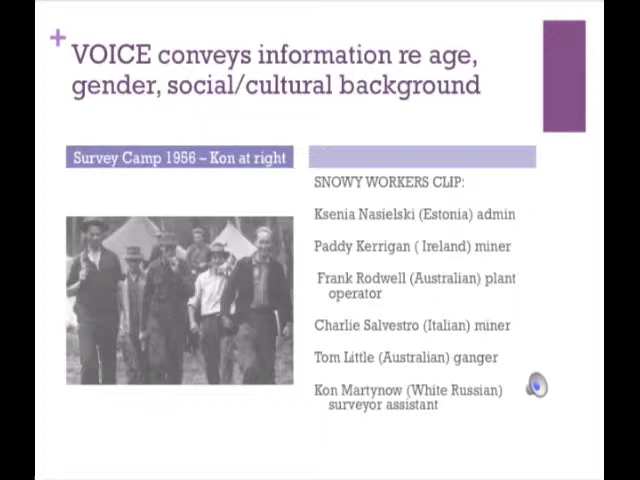 +
VOICE conveys information re age,
gender, social/cultural background
Survey Camp 1956 – Kon at right
SNOWY WORKERS CLIP:
Ksenia Nasielski (Estonia) admin
Paddy Kerrigan ( Ireland) miner
Frank Rodwell (Australian) plant
operator
Charlie Salvestro (Italian) miner
Tom Little (Australian) ganger
Kon Martynow (White Russian)
surveyor assistant